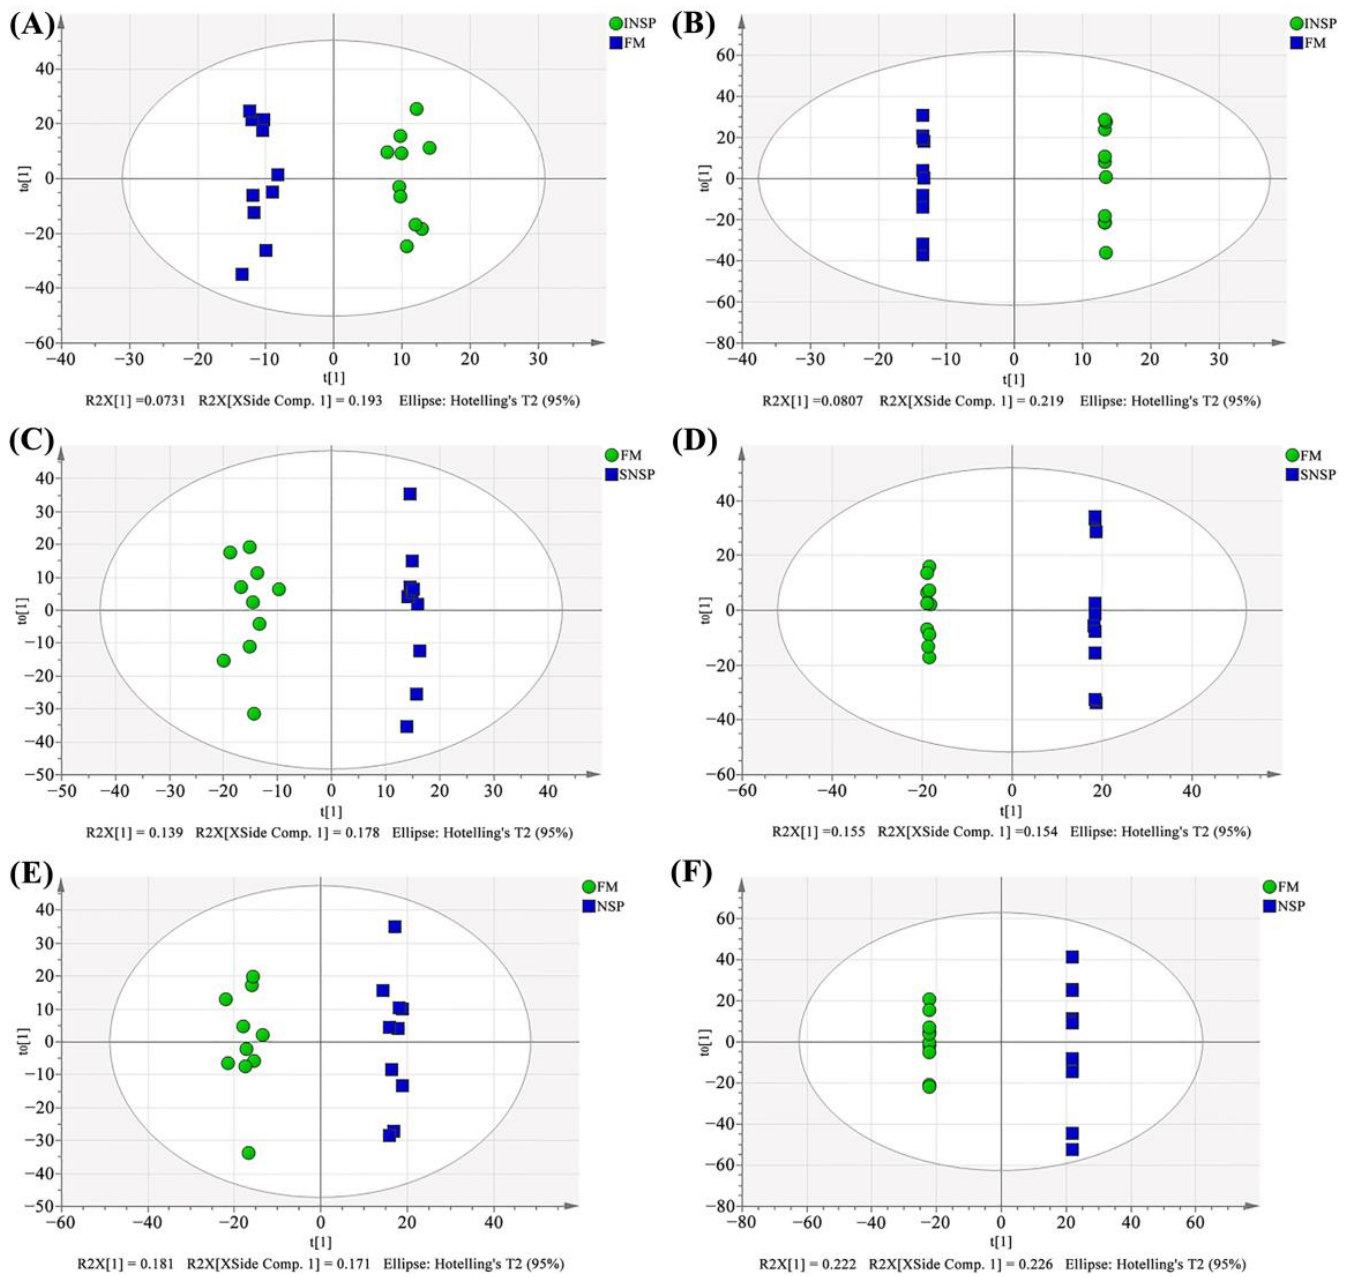 (A)
INSP
FM
40
20
0
−20
−40
−60
to[1]
−40 −30 −20 −10 0 10 20 30
t[1]
R2X[1] =0.0731 R2X[XSide Comp. 1] = 0.193 Ellipse: Hotelling's T2 (95%)
(B)
INSP
FM
60
40
20
0
−20
−40
−60
−80
to[1]
−40 −30 −20 −10 0 10 20 30
t[1]
R2X[1] =0.0807 R2X[XSide Comp. 1] = 0.219 Ellipse: Hotelling's T2 (95%)
(C)
FM
SNSP
40
30
20
10
0
−10
−20
−30
−40
−50
to[1]
−50 −40 −30 −20 −10 0 10 20 30 40
t[1]
R2X[1] = 0.139 R2X[XSide Comp. 1] = 0.178 Ellipse: Hotelling's T2 (95%)
(D)
FM
SNSP
40
20
0
−20
−40
−60
to[1]
−60 −40 −20 0 20 40
t[1]
R2X[1] =0.155 R2X[XSide Comp. 1] =0.154 Ellipse: Hotelling's T2 (95%)
(E)
FM
NSP
40
30
20
10
0
−10
−20
−30
−40
−50
to[1]
−60 −40 −20 0 20 40
t[1]
R2X[1] = 0.181 R2X[XSide Comp. 1] = 0.171 Ellipse: Hotelling's T2 (95%)
(F)
FM
NSP
60
40
20
0
−20
−40
−60
−80
to[1]
−80 −60 −40 −20 0 20 40 60
t[1]
R2X[1] = 0.222 R2X[XSide Comp. 1] = 0.226 Ellipse: Hotelling's T2 (95%)